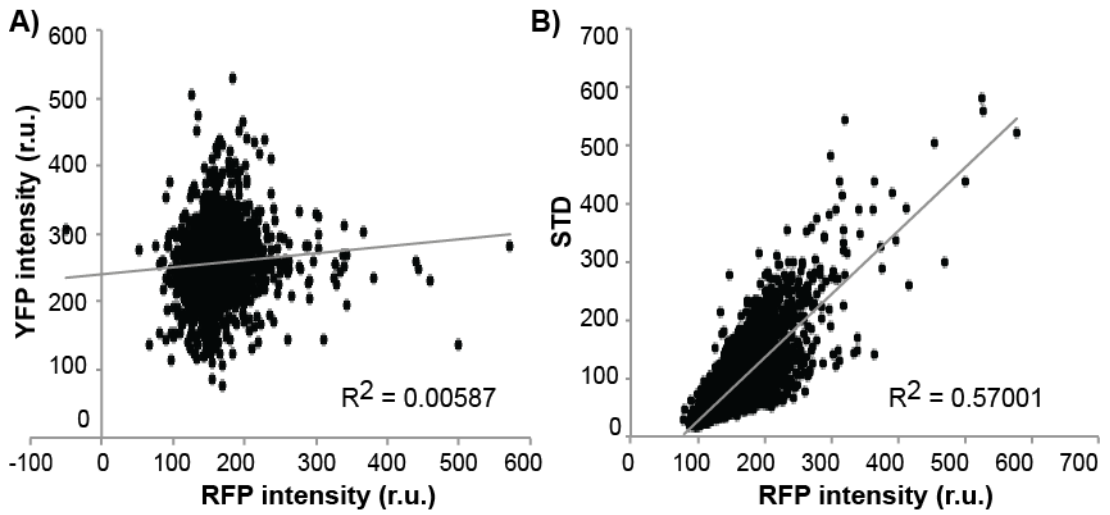 A)
600
500
400
300
200
100
0
YFP intensity (r.u.)
R2 = 0.00587
-100 0 100 200 300 400 500 600
RFP intensity (r.u.)
B)
700
600
500
400
300
200
100
0
STD
R2 = 0.57001
0 100 200 300 400 500 600 700
RFP intensity (r.u.)